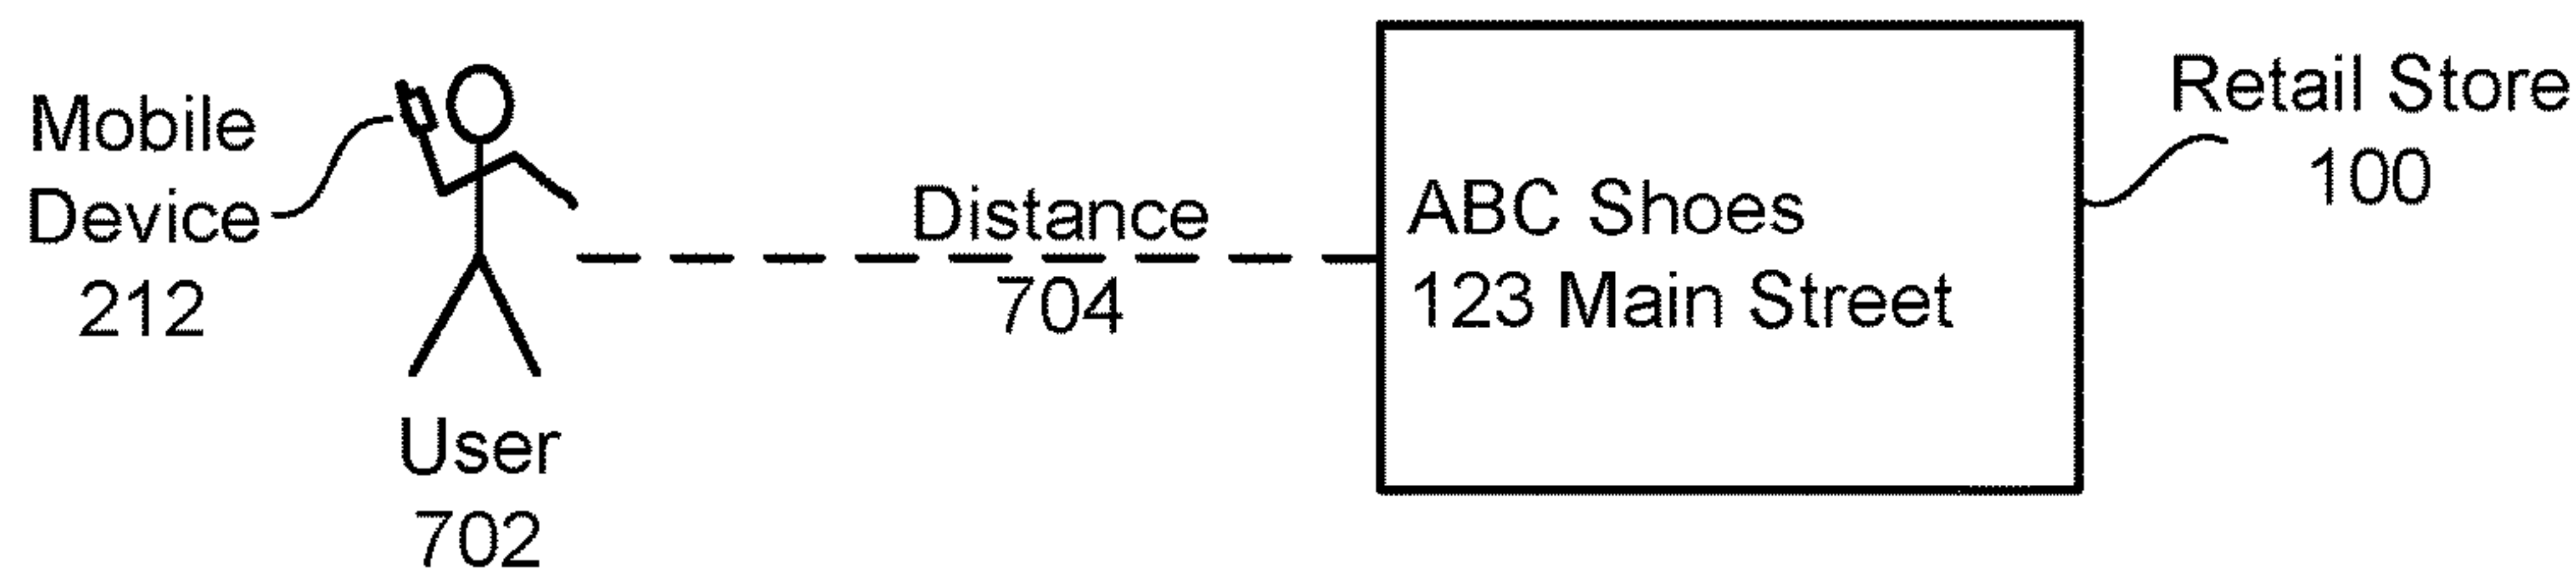 Mobile
Device
212
User
702
Distance
704
ABC Shoes
123 Main Street
Retail Store
100